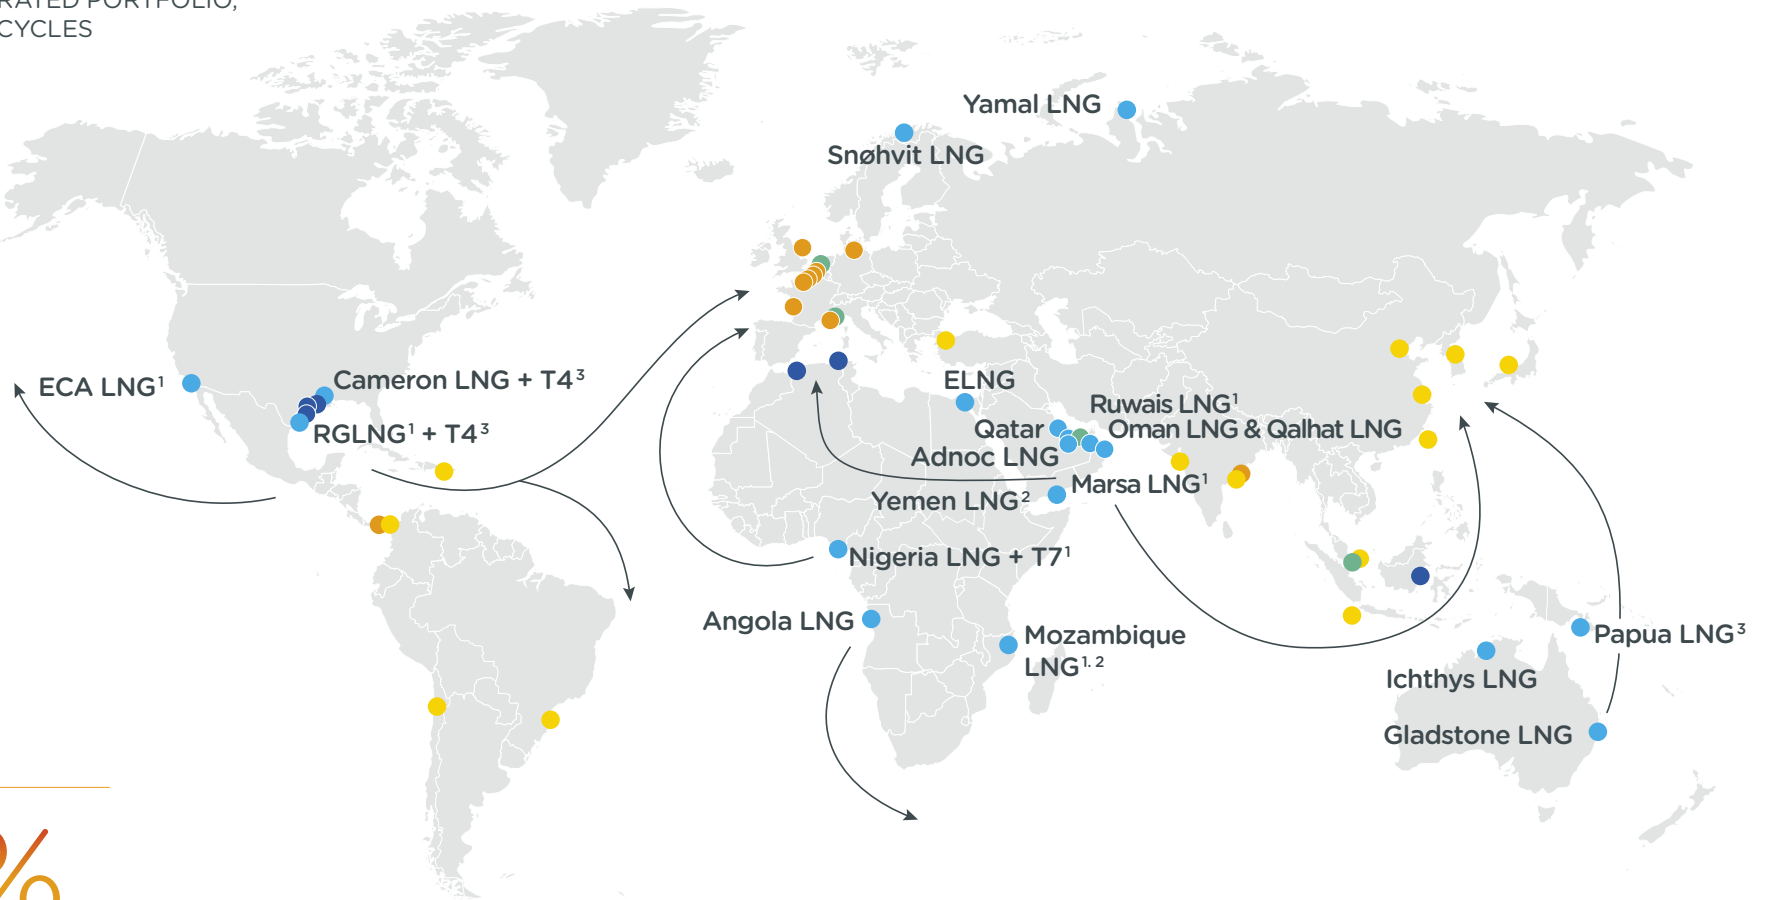 RATED PORTFOLIO,
CYCLES
Yamal LNG
Snøhvit LNG
ECA LNG¹
Cameron LNG + T4³
RGLNG¹ + T4³
ELNG
Ruwais LNG¹
Qatar
Oman LNG & Qalhat LNG
Adnoc LNG
Marsa LNG¹
Yemen LNG²
Nigeria LNG + T7¹
Angola LNG
Mozambique
LNG¹,²
Papua LNG³
Ichthys LNG
Gladstone LNG
%